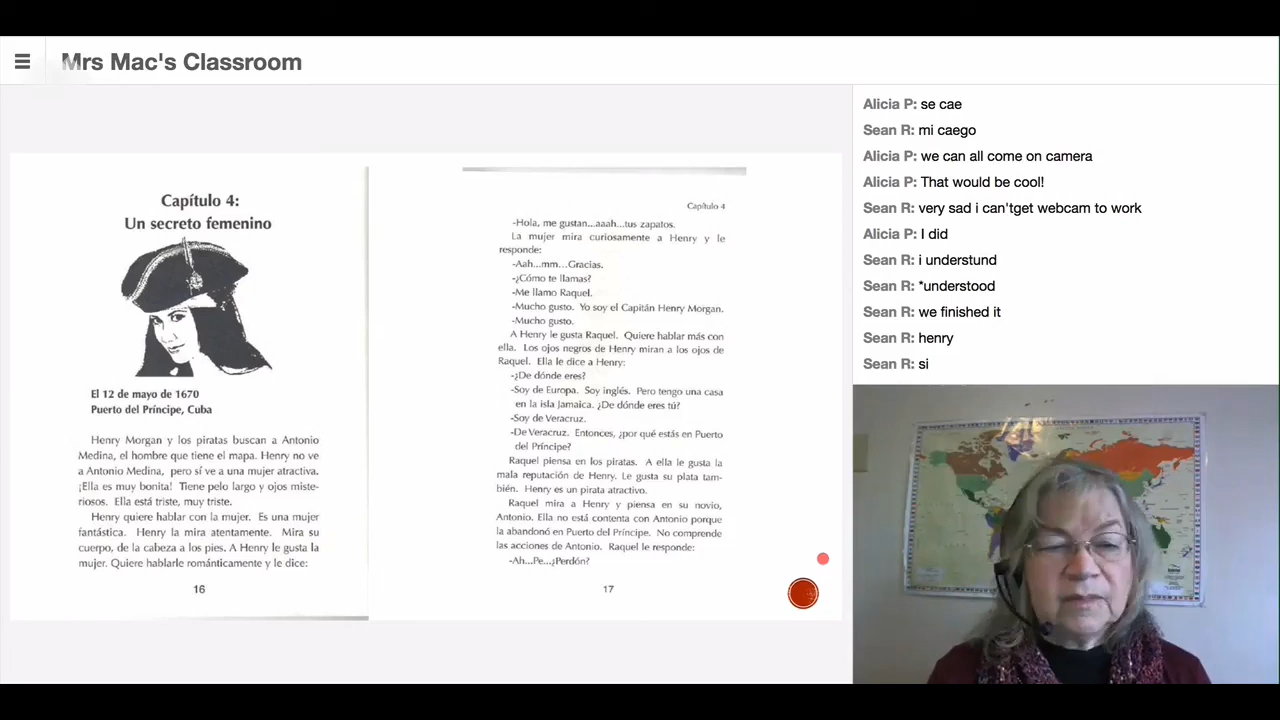 Mrs Mac's Classroom
Capítulo 4:
Un secreto femenino
El 12 de mayo de 1670
Puerto del Príncipe, Cuba
Henry Morgan y los piratas buscan a Antonio
Medina, el hombre que tiene el mapa. Henry no ve
a Antonio Medina, pero sí ve a una mujer atractiva.
¡Ella es muy bonita! Tiene pelo largo y ojos miste-
riosos. Ella está triste, muy triste.
Henry quiere hablar con la mujer. Es una mujer
fantástica. Henry la mira atentamente. Mira su
cuerpo, de la cabeza a los pies. A Henry le gusta la
mujer. Quiere hablarle románticamente y le dice:
16
Capítulo 4
-Hola, me gustan...aaah...tus zapatos.
La mujer mira curiosamente a Henry y le
responde:
-Aah...mm...Gracias.
-¿Cómo te llamas?
-Me llamo Raquel.
-Mucho gusto. Yo soy el Capitán Henry Morgan.
-Mucho gusto.
A Henry le gusta Raquel. Quiere hablar más con
ella. Los ojos negros de Henry miran a los ojos de
Raquel. Ella le dice a Henry:
-¿De dónde eres?
-Soy de Europa. Soy inglés. Pero tengo una casa
en la isla Jamaica. ¿De dónde eres tú?
-Soy de Veracruz.
-De Veracruz. Entonces, ¿por qué estás en Puerto
del Príncipe?
Raquel piensa en los piratas. A ella le gusta la
mala reputación de Henry. Le gusta su plata tam-
bién. Henry es un pirata atractivo.
Raquel mira a Henry y piensa en su novio,
Antonio. Ella no está contenta con Antonio porque
la abandonó en Puerto del Príncipe. No comprende
las acciones de Antonio. Raquel le responde:
-Ah...Pe...¡Perdón?
17
Alicia P: se cae
Sean R: mi caego
Alicia P: we can all come on camera
Alicia P: That would be cool!
Sean R: very sad i can'tget webcam to work
Alicia P: I did
Sean R: i understund
Sean R: *understood
Sean R: we finished it
Sean R: henry
Sean R: si